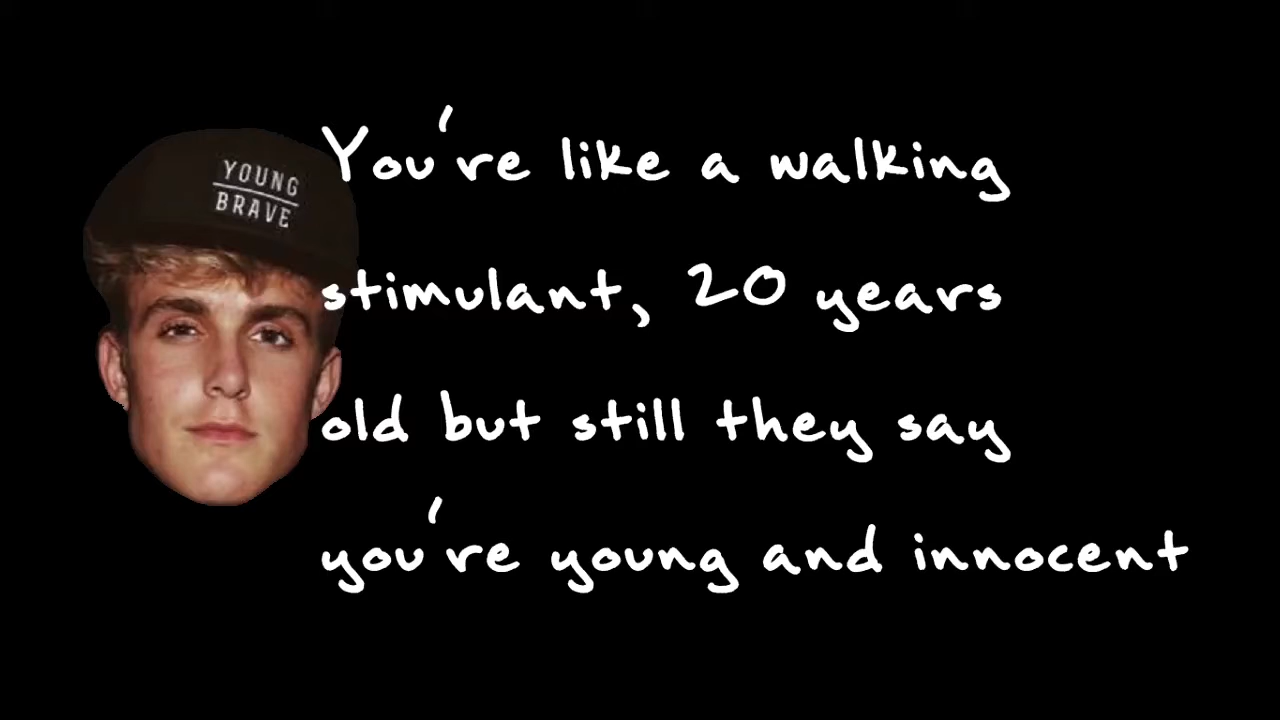 YOUNG
BRAVE
You're like a walking
stimulant, 20 years
old but still they say
you're young and innocent